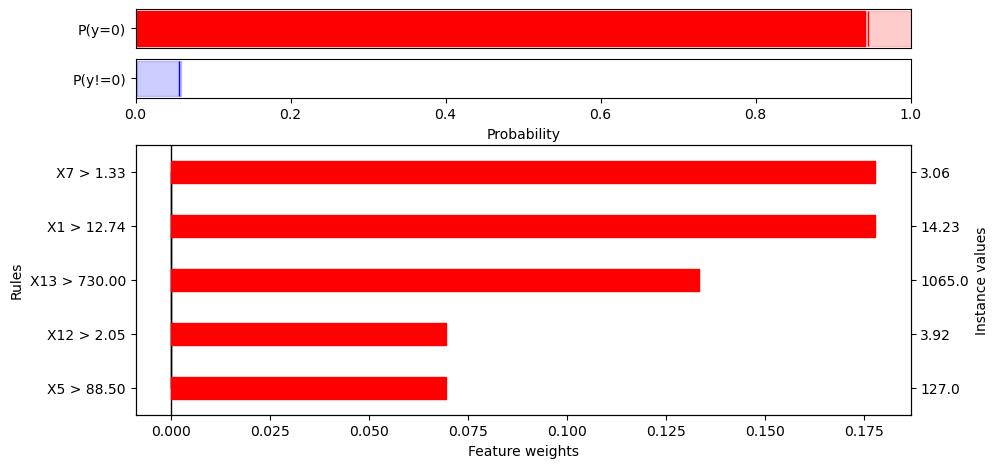 P(y=0)
P(y!=0)
0.0 0.2 0.4 0.6 0.8 1.0
Probability
Rules
X7 > 1.33 3.06
X1 > 12.74 14.23
X13 > 730.00 1065.0
X12 > 2.05 3.92
X5 > 88.50 127.0
Instance values
0.000 0.025 0.050 0.075 0.100 0.125 0.150 0.175
Feature weights